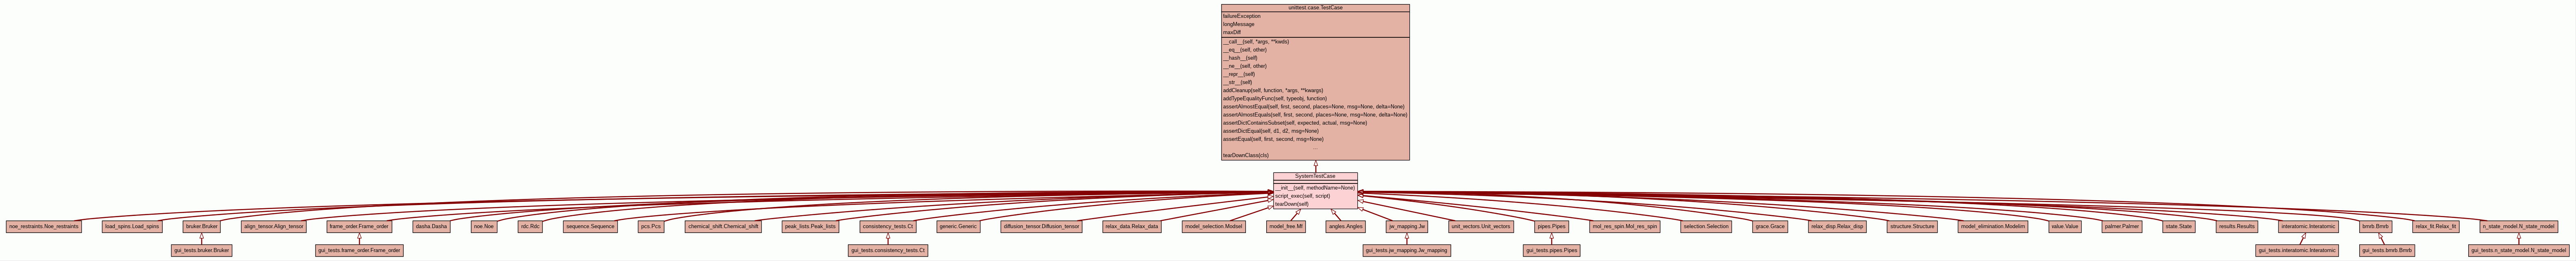 unittest.case.TestCase
failureException
longMessage
maxDiff
__call__(self, *args, **kwds)
__eq__(self, other)
__hash__(self)
__ne__(self, other)
__repr__(self)
__str__(self)
addCleanup(self, function, *args, **kwargs)
addTypeEqualityFunc(self, typeobj, function)
assertAlmostEqual(self, first, second, places=None, msg=None, delta=None)
assertAlmostEquals(self, first, second, places=None, msg=None, delta=None)
assertDictContainsSubset(self, expected, actual, msg=None)
assertDictEqual(self, d1, d2, msg=None)
assertEqual(self, first, second, msg=None)
...
tearDownClass(cls)
SystemTestCase
__init__(self, methodName=None)
script_exec(self, script)
tearDown(self)
noe_restraints.Noe_restraints
load_spins.Load_spins
bruker.Bruker
align_tensor.Align_tensor
frame_order.Frame_order
dasha.Dasha
noe.Noe
rdc.Rdc
sequence.Sequence
pcs.Pcs
chemical_shift.Chemical_shift
peak_lists.Peak_lists
consistency_tests.Ct
generic.Generic
diffusion_tensor.Diffusion_tensor
relax_data.Relax_data
model_selection.Modsel
model_free.Mf
angles.Angles
jw_mapping.Jw
unit_vectors.Unit_vectors
pipes.Pipes
mol_res_spin.Mol_res_spin
selection.Selection
grace.Grace
relax_disp.Relax_disp
structure.Structure
model_elimination.Modelim
value.Value
palmer.Palmer
state.State
results.Results
interatomic.Interatomic
bmrb.Bmrb
relax_fit.Relax_fit
n_state_model.N_state_model
gui_tests.bruker.Bruker
gui_tests.frame_order.Frame_order
gui_tests.consistency_tests.Ct
gui_tests.jw_mapping.Jw_mapping
gui_tests.pipes.Pipes
gui_tests.interatomic.Interatomic
gui_tests.bmrb.Bmrb
gui_tests.n_state_model.N_state_model